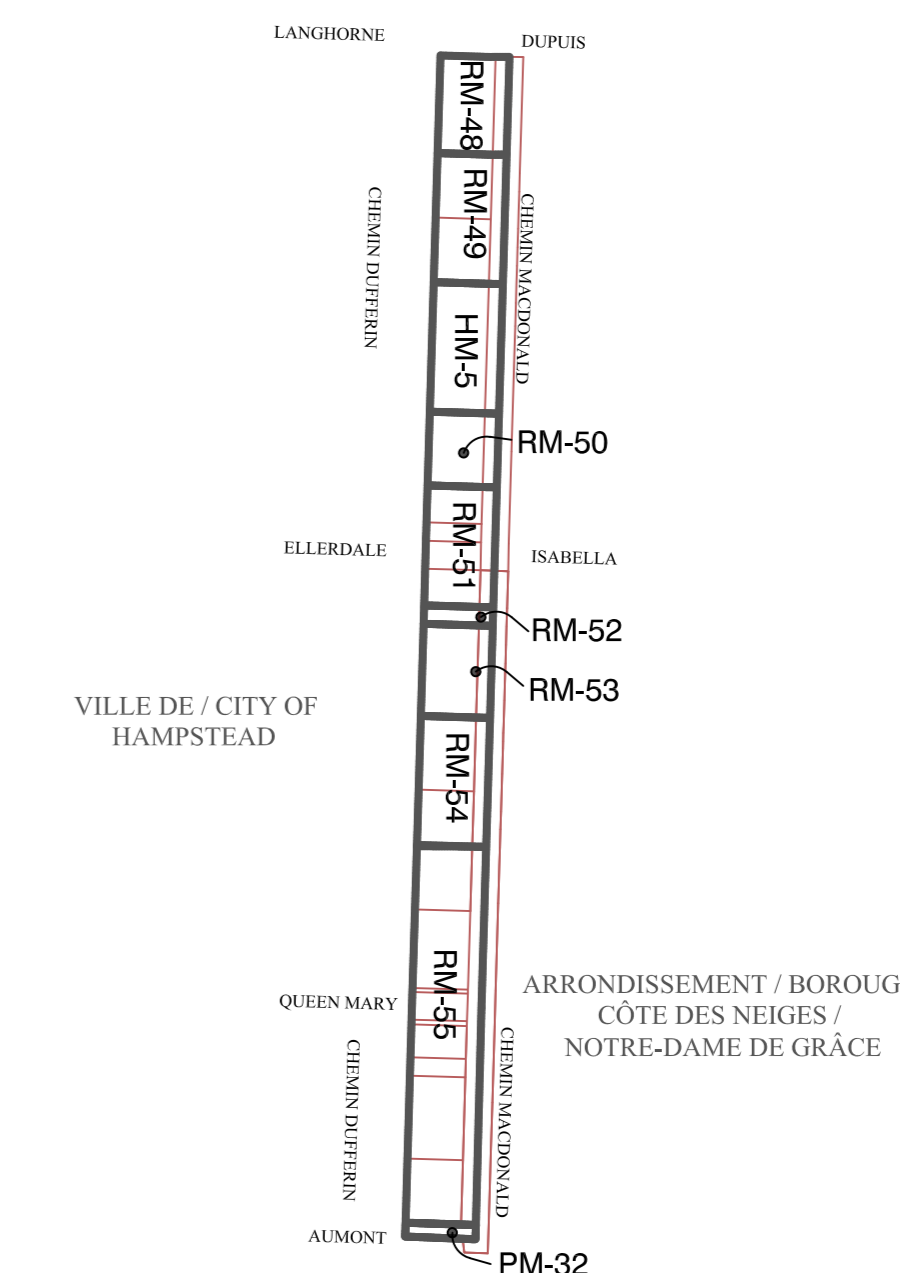 LANGHORNE
DUPUIS
RM-48
RM-49
CHEMIN DUFFERIN
CHEMIN MACDONALD
HM-5
RM-50
RM-51
ELLERDALE
ISABELLA
RM-52
RM-53
VILLE DE / CITY OF
HAMPSTEAD
RM-54
RM-55
ARRONDISSEMENT / BOROUG
CÔTE DES NEIGES /
NOTRE-DAME DE GRÂCE
QUEEN MARY
CHEMIN DUFFERIN
CHEMIN MACDONALD
AUMONT
PM-32